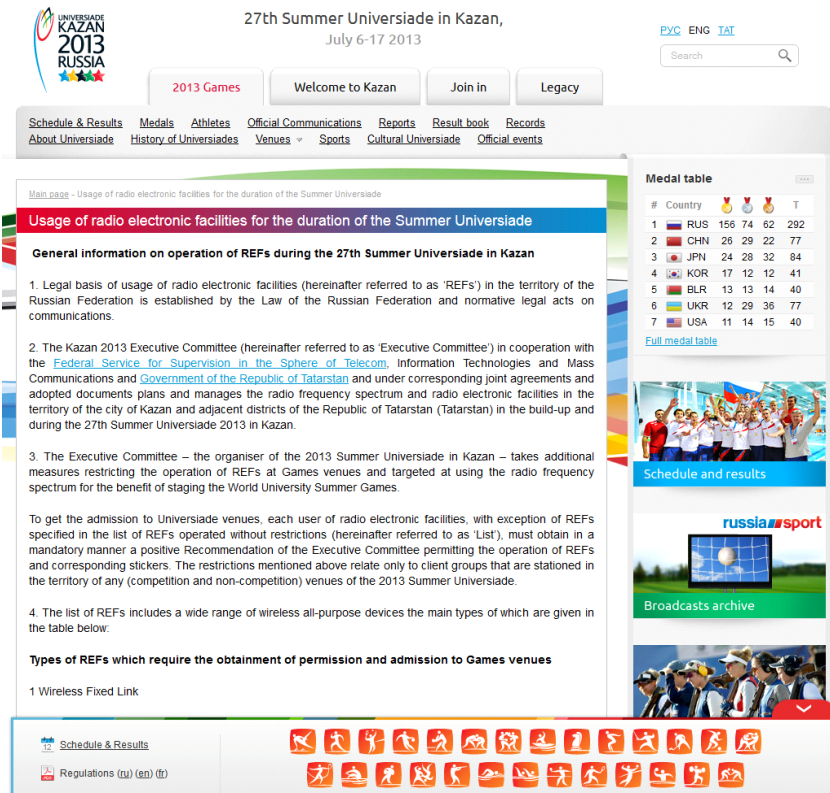 UNIVERSIADE
KAZAN
2013
RUSSIA
27th Summer Universiade in Kazan,
July 6-17 2013
РУС ENG ТАТ
Search
2013 Games Welcome to Kazan Join in Legacy
Schedule & Results Medals Athletes Official Communications Reports Result book Records
About Universiade History of Universiades Venues Sports Cultural Universiade Official events
Main page - Usage of radio electronic facilities for the duration of the Summer Universiade
Usage of radio electronic facilities for the duration of the Summer Universiade
General information on operation of REFs during the 27th Summer Universiade in Kazan
1. Legal basis of usage of radio electronic facilities (hereinafter referred to as ‘REFs’) in the territory of the
Russian Federation is established by the Law of the Russian Federation and normative legal acts on
communications.
2. The Kazan 2013 Executive Committee (hereinafter referred to as ‘Executive Committee’) in cooperation with
the Federal Service for Supervision in the Sphere of Telecom, Information Technologies and Mass
Communications and Government of the Republic of Tatarstan and under corresponding joint agreements and
adopted documents plans and manages the radio frequency spectrum and radio electronic facilities in the
territory of the city of Kazan and adjacent districts of the Republic of Tatarstan (Tatarstan) in the build-up and
during the 27th Summer Universiade 2013 in Kazan.
3. The Executive Committee – the organiser of the 2013 Summer Universiade in Kazan – takes additional
measures restricting the operation of REFs at Games venues and targeted at using the radio frequency
spectrum for the benefit of staging the World University Summer Games.
To get the admission to Universiade venues, each user of radio electronic facilities, with exception of REFs
specified in the list of REFs operated without restrictions (hereinafter referred to as ‘List’), must obtain in a
mandatory manner a positive Recommendation of the Executive Committee permitting the operation of REFs
and corresponding stickers. The restrictions mentioned above relate only to client groups that are stationed in
the territory of any (competition and non-competition) venues of the 2013 Summer Universiade.
4. The list of REFs includes a wide range of wireless all-purpose devices the main types of which are given in
the table below:
Types of REFs which require the obtainment of permission and admission to Games venues
1 Wireless Fixed Link
Medal table
# Country T
1 RUS 156 74 62 292
2 CHN 26 29 22 77
3 JPN 24 28 32 84
4 KOR 17 12 12 41
5 BLR 13 13 14 40
6 UKR 12 29 36 77
7 USA 11 14 15 40
Full medal table
Schedule and results
russia sport
Broadcasts archive
12 Schedule & Results
PDF Regulations (ru) (en) (fr)